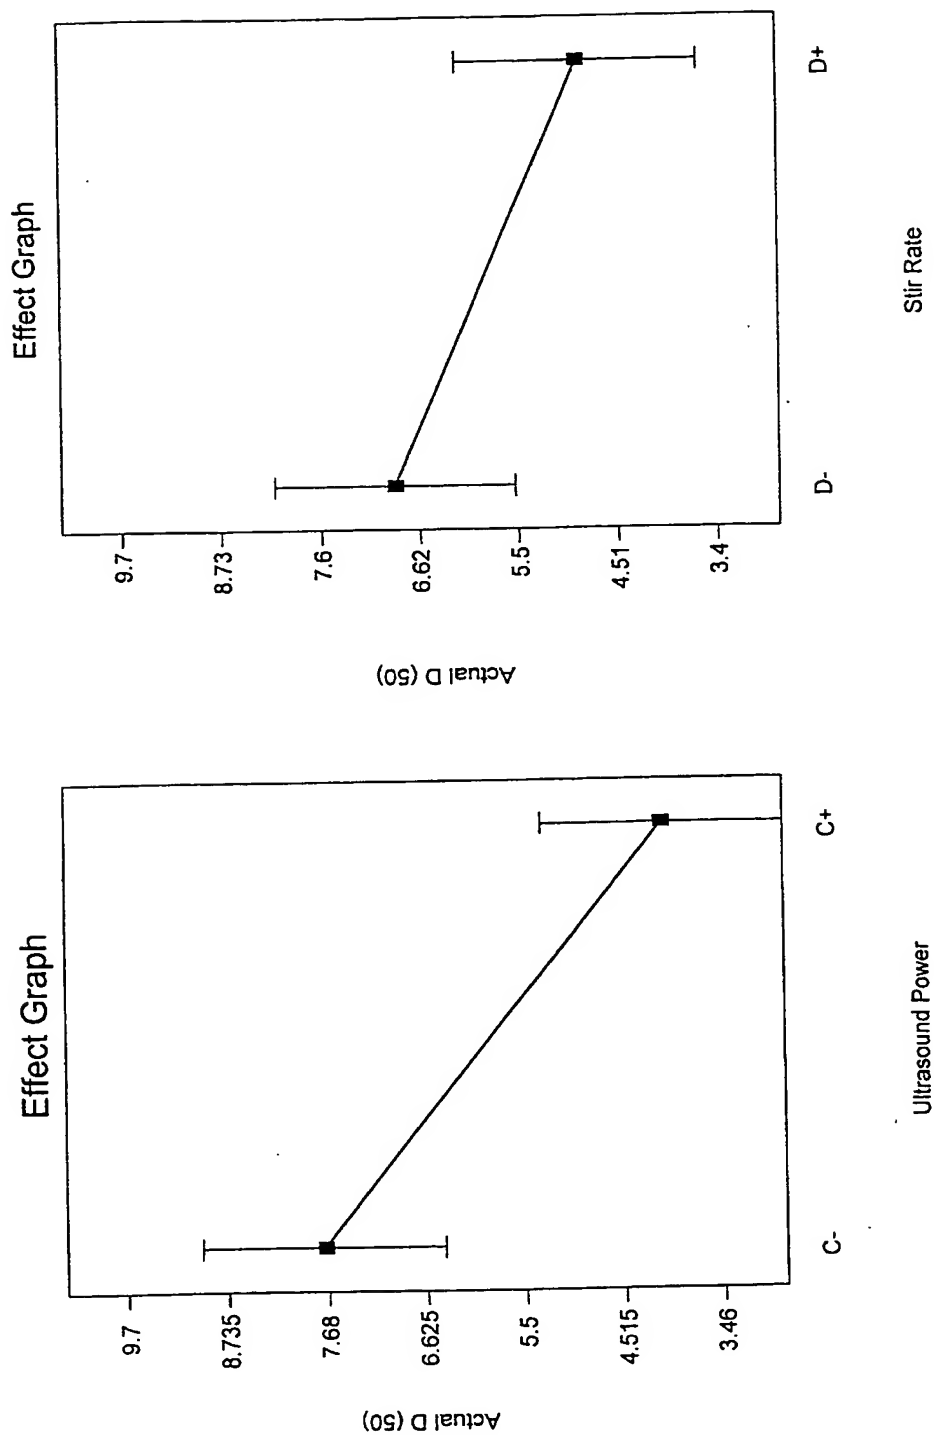 Effect Graph
Actual D (50)
9.7
8.735
7.68
6.625
5.5
4.515
3.46
C-
C+
Ultrasound Power
Effect Graph
Actual D (50)
9.7
8.73
7.6
6.62
5.5
4.51
3.4
D-
D+
Stir Rate